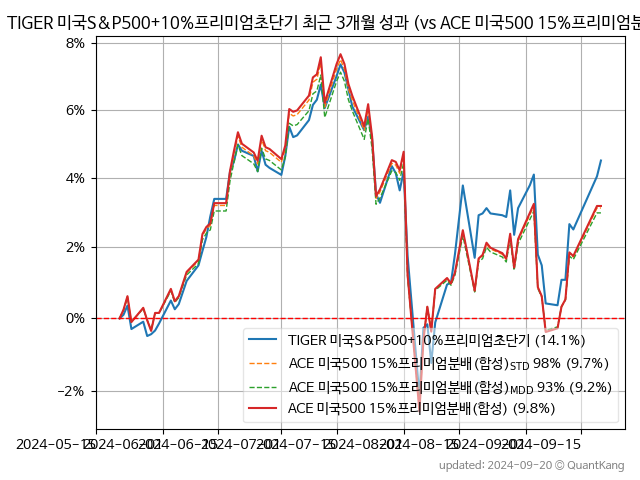 TIGER 미국S&P500+10%프리미엄초단기 최근 3개월 성과 (vs ACE 미국500 15%프리미엄분
8%
6%
4%
2%
0%
−2%
TIGER 미국S&P500+10%프리미엄초단기 (14.1%)
ACE 미국500 15%프리미엄분배(합성)STD 98% (9.7%)
ACE 미국500 15%프리미엄분배(합성)MDD 93% (9.2%)
ACE 미국500 15%프리미엄분배(합성) (9.8%)
2024-05-15 2024-06-01 2024-06-15 2024-07-01 2024-07-15 2024-08-01 2024-08-15 2024-09-01 2024-09-15
updated: 2024-09-20 © QuantKang